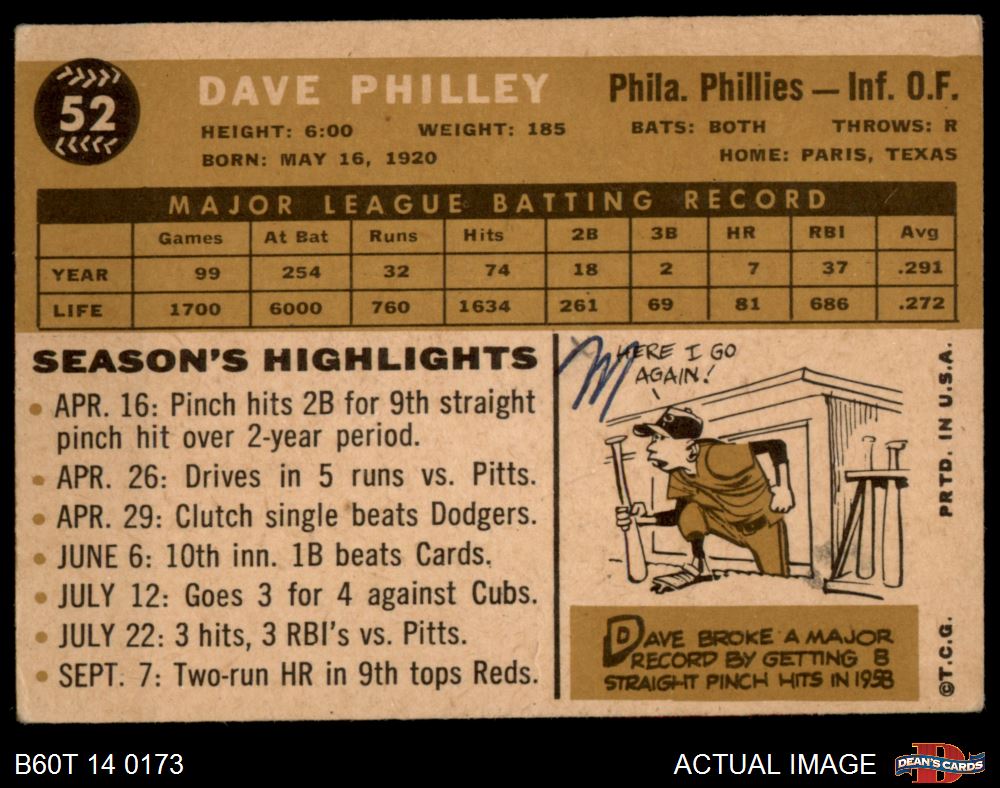 52
DAVE PHILLEY
Phila. Phillies — Inf. O.F.
HEIGHT: 6:00 WEIGHT: 185 BATS: BOTH THROWS: R
BORN: MAY 16, 1920 HOME: PARIS, TEXAS
MAJOR LEAGUE BATTING RECORD
Games At Bat Runs Hits 2B 3B HR RBI Avg
YEAR 99 254 32 74 18 2 7 37 .291
LIFE 1700 6000 760 1634 261 69 81 686 .272
SEASON'S HIGHLIGHTS
• APR. 16: Pinch hits 2B for 9th straight
pinch hit over 2-year period.
• APR. 26: Drives in 5 runs vs. Pitts.
• APR. 29: Clutch single beats Dodgers.
• JUNE 6: 10th inn. 1B beats Cards.
• JULY 12: Goes 3 for 4 against Cubs.
• JULY 22: 3 hits, 3 RBI's vs. Pitts.
• SEPT. 7: Two-run HR in 9th tops Reds.
M
HERE I GO
AGAIN!
P
DAVE BROKE A MAJOR
RECORD BY GETTING 8
STRAIGHT PINCH HITS IN 1958
PRTD. IN U.S.A.
©T.C.G.
B60T 14 0173
ACTUAL IMAGE
D
DEAN'S CARDS